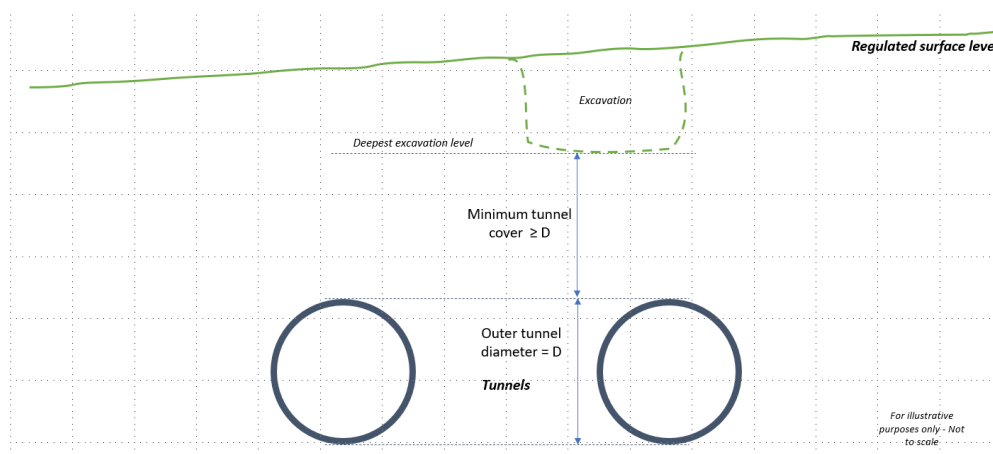 Regulated surface leve
Excavation
Deepest excavation level
Minimum tunnel
cover ≥ D
Outer tunnel
diameter = D
Tunnels
For illustrative
purposes only - Not
to scale